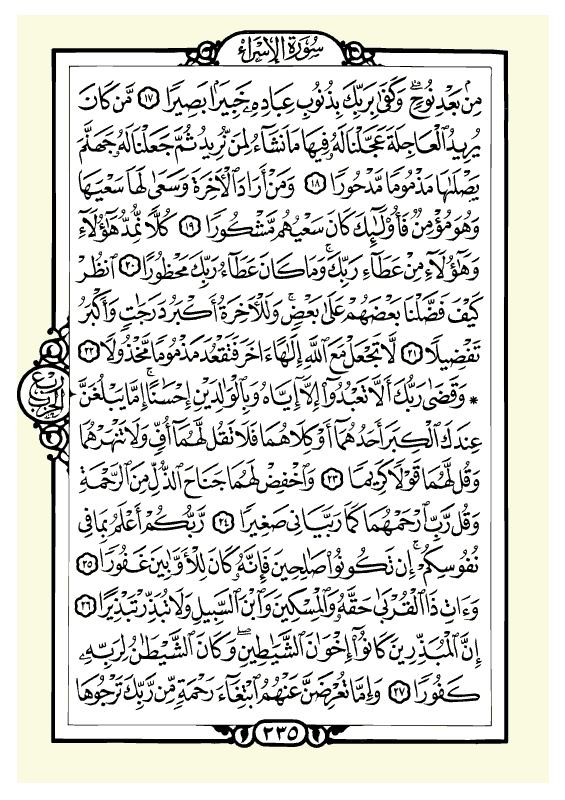 سُورَةُ الإِسْرَاءِ
مِنۢ بَعْدِ نُوحٍۗ وَكَفَىٰ بِرَبِّكَ بِذُنُوبِ عِبَادِهِۦ خَبِيرَۢا بَصِيرٗا ١٧ مَّن كَانَ
يُرِيدُ ٱلْعَاجِلَةَ عَجَّلْنَا لَهُۥ فِيهَا مَا نَشَآءُ لِمَن نُّرِيدُ ثُمَّ جَعَلْنَا لَهُۥ جَهَنَّمَ
يَصْلَىٰهَا مَذْمُومٗا مَّدْحُورٗا ١٨ وَمَنْ أَرَادَ ٱلْأٓخِرَةَ وَسَعَىٰ لَهَا سَعْيَهَا
وَهُوَ مُؤْمِنٞ فَأُوْلَٰٓئِكَ كَانَ سَعْيُهُم مَّشْكُورٗا ١٩ كُلّٗا نُّمِدُّ هَٰٓؤُلَآءِ
وَهَٰٓؤُلَآءِ مِنْ عَطَآءِ رَبِّكَۚ وَمَا كَانَ عَطَآءُ رَبِّكَ مَحْظُورًا ٢٠ ٱنظُرْ
كَيْفَ فَضَّلْنَا بَعْضَهُمْ عَلَىٰ بَعْضٖۚ وَلَلْأٓخِرَةُ أَكْبَرُ دَرَجَٰتٖ وَأَكْبَرُ
تَفْضِيلٗا ٢١ لَّا تَجْعَلْ مَعَ ٱللَّهِ إِلَٰهًا ءَاخَرَ فَتَقْعُدَ مَذْمُومٗا مَّخْذُولٗا ٢٢
* وَقَضَىٰ رَبُّكَ أَلَّا تَعْبُدُوٓاْ إِلَّآ إِيَّاهُ وَبِٱلْوَٰلِدَيْنِ إِحْسَٰنًاۚ إِمَّا يَبْلُغَنَّ
عِندَكَ ٱلْكِبَرَ أَحَدُهُمَآ أَوْ كِلَاهُمَا فَلَا تَقُل لَّهُمَآ أُفّٖ وَلَا تَنْهَرْهُمَا
وَقُل لَّهُمَا قَوْلٗا كَرِيمٗا ٢٣ وَٱخْفِضْ لَهُمَا جَنَاحَ ٱلذُّلِّ مِنَ ٱلرَّحْمَةِ
وَقُل رَّبِّ ٱرْحَمْهُمَا كَمَا رَبَّيَانِي صَغِيرٗا ٢٤ رَّبُّكُمْ أَعْلَمُ بِمَا فِي
نُفُوسِكُمْۚ إِن تَكُونُواْ صَٰلِحِينَ فَإِنَّهُۥ كَانَ لِلْأَوَّٰبِينَ غَفُورٗا ٢٥
وَءَاتِ ذَا ٱلْقُرْبَىٰ حَقَّهُۥ وَٱلْمِسْكِينَ وَٱبْنَ ٱلسَّبِيلِ وَلَا تُبَذِّرْ تَبْذِيرًا ٢٦
إِنَّ ٱلْمُبَذِّرِينَ كَانُوٓاْ إِخْوَٰنَ ٱلشَّيَٰطِينِۖ وَكَانَ ٱلشَّيْطَٰنُ لِرَبِّهِۦ
كَفُورٗا ٢٧ وَإِمَّا تُعْرِضَنَّ عَنْهُمُ ٱبْتِغَآءَ رَحْمَةٖ مِّن رَّبِّكَ تَرْجُوهَا
ربع
الحزب
٢٣٥